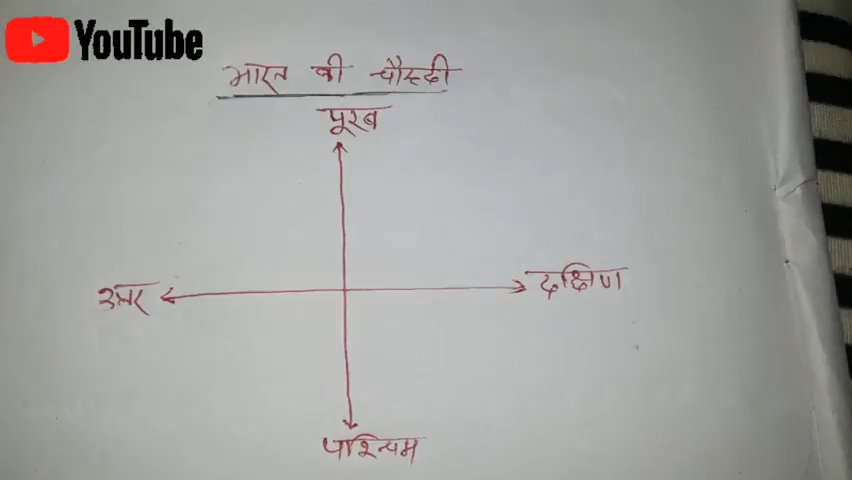 YouTube
भारत की चौहद्दी
पूरब
उत्तर
दक्षिण
पश्चिम